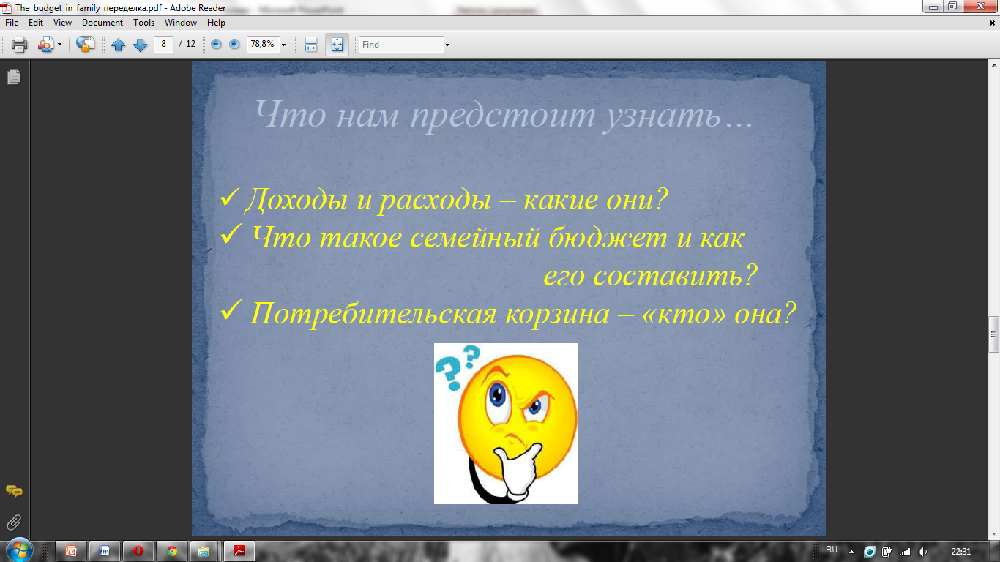 The_budget_in_family_переделка.pdf - Adobe Reader
File Edit View Document Tools Window Help
8 / 12 78,8% Find
Что нам предстоит узнать…
✓ Доходы и расходы – какие они?
✓ Что такое семейный бюджет и как
его составить?
✓ Потребительская корзина – «кто» она?
??
RU 22:31